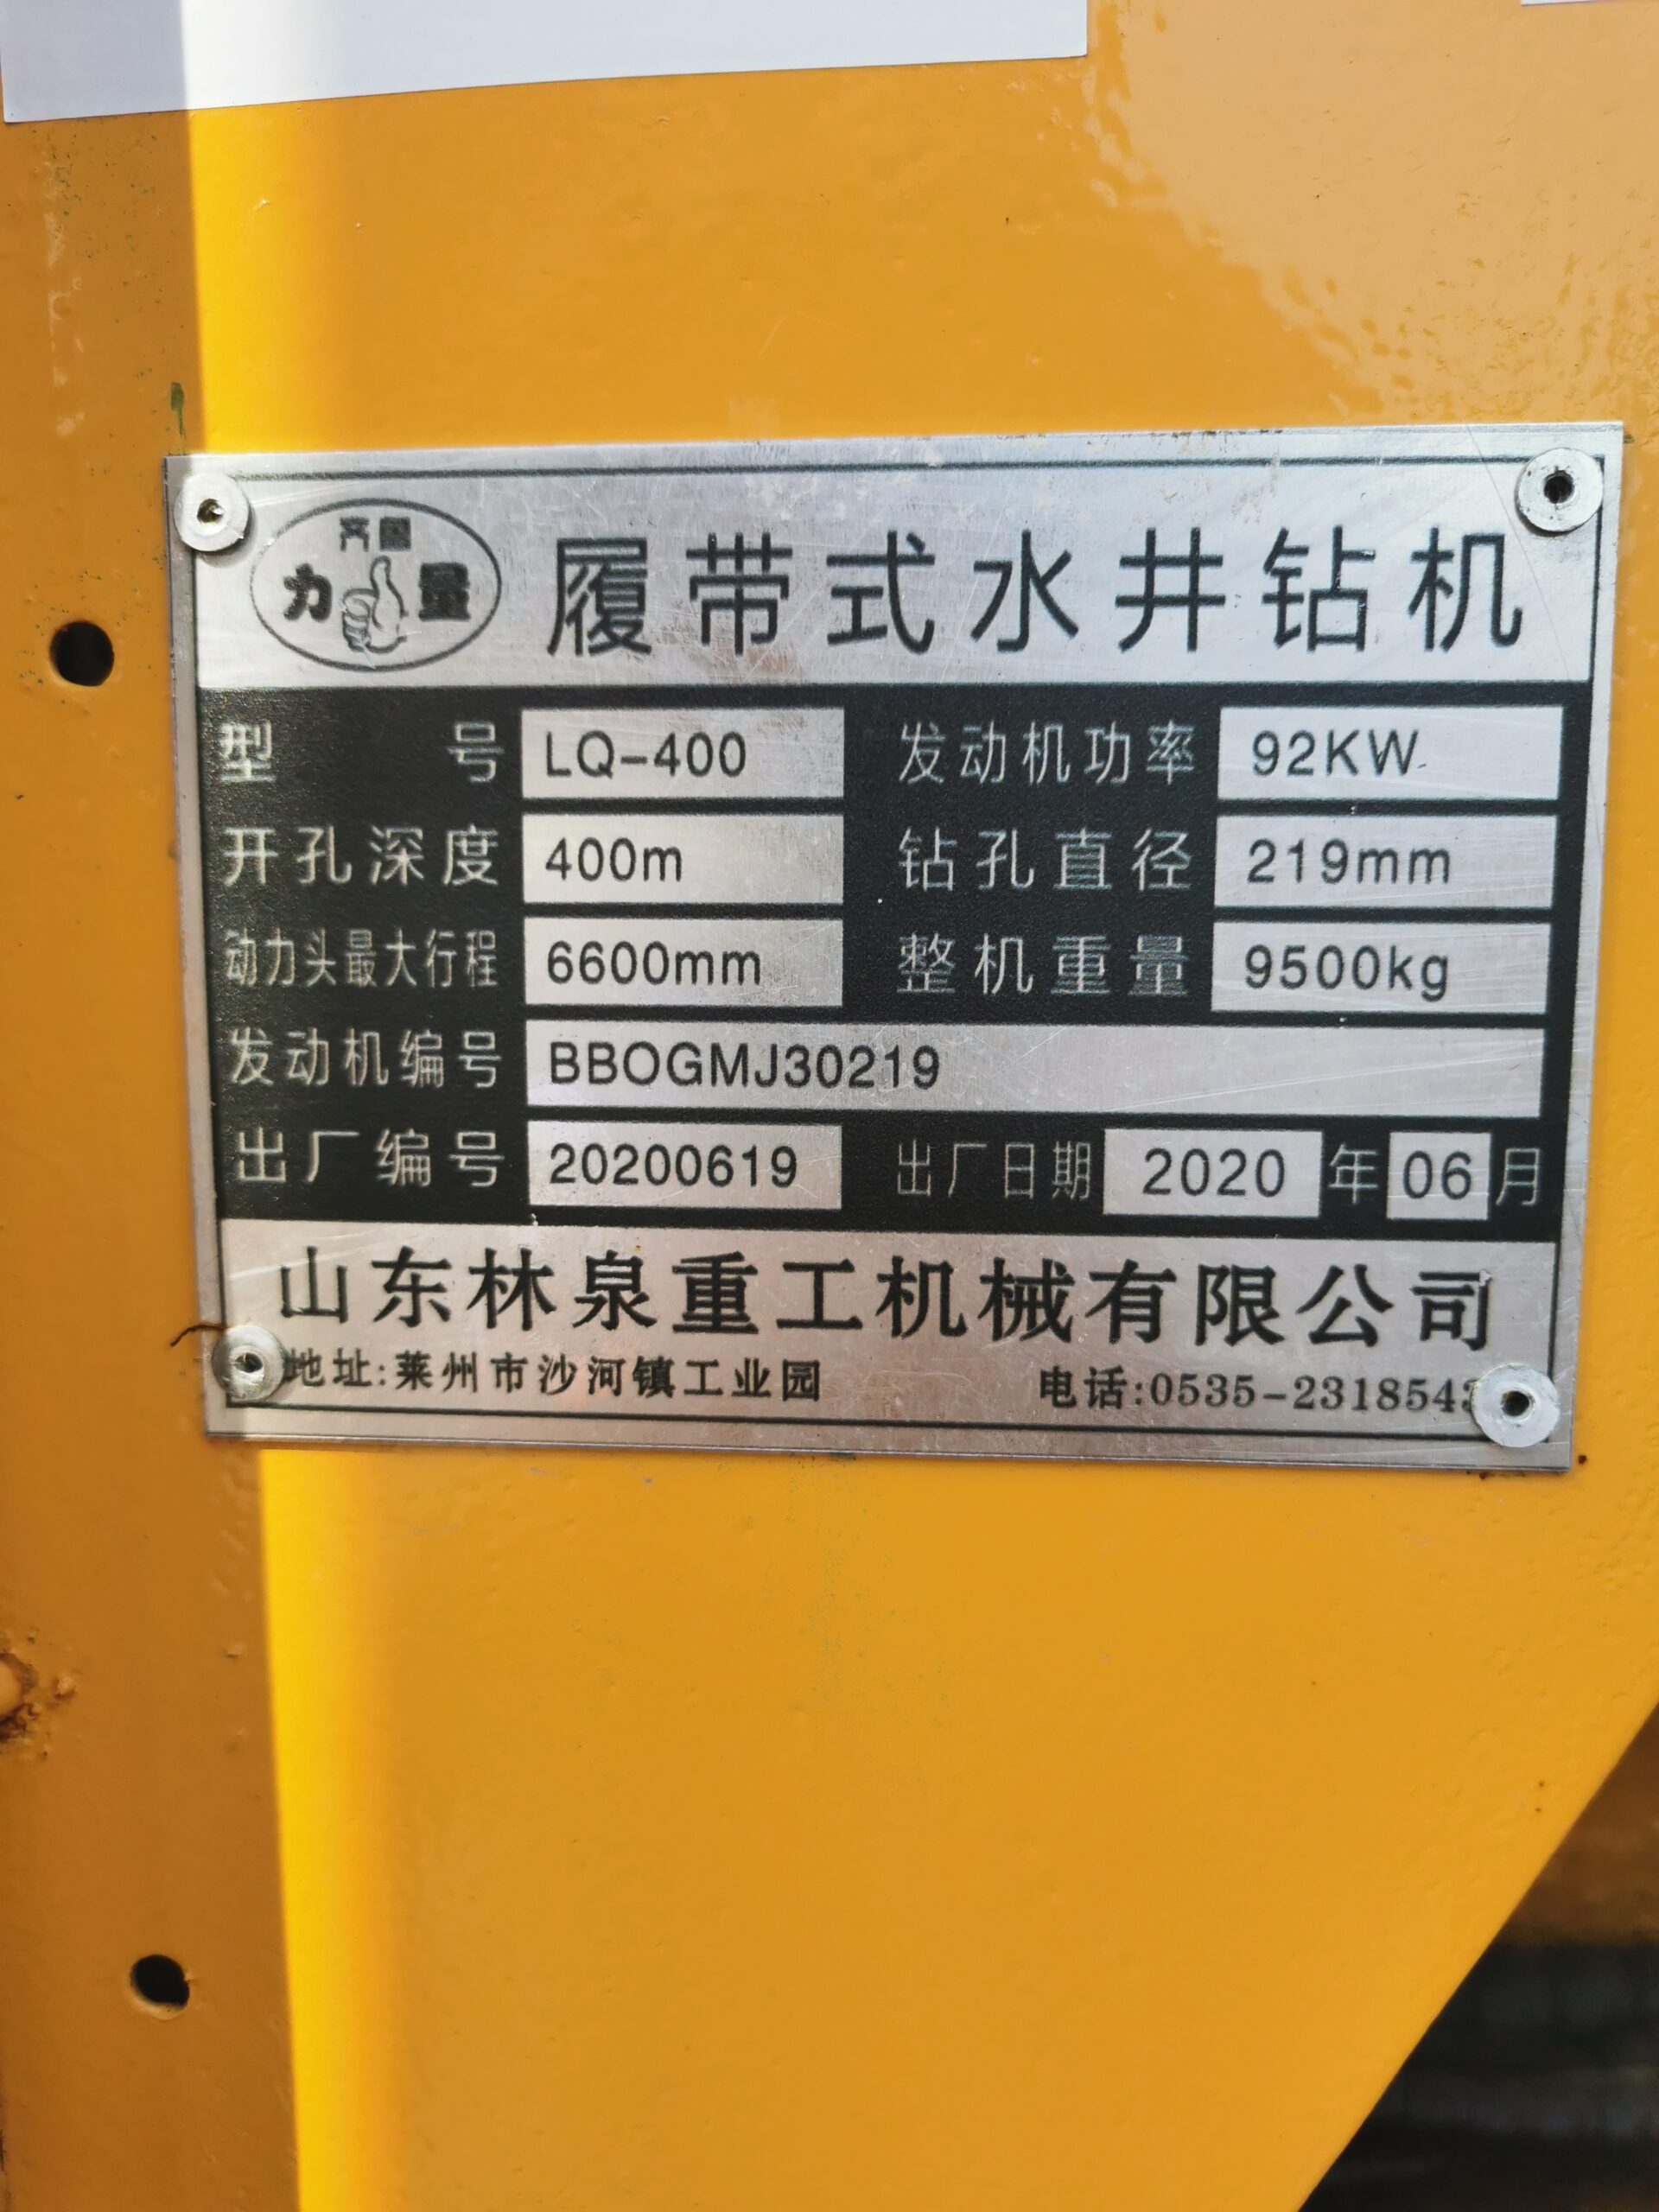 齐鲁
力量
履带式水井钻机
型号 LQ-400 发动机功率 92KW
开孔深度 400m 钻孔直径 219mm
动力头最大行程 6600mm 整机重量 9500kg
发动机编号 BBOGMJ30219
出厂编号 20200619 出厂日期 2020 年 06 月
山东林泉重工机械有限公司
地址:莱州市沙河镇工业园 电话:0535-2318543